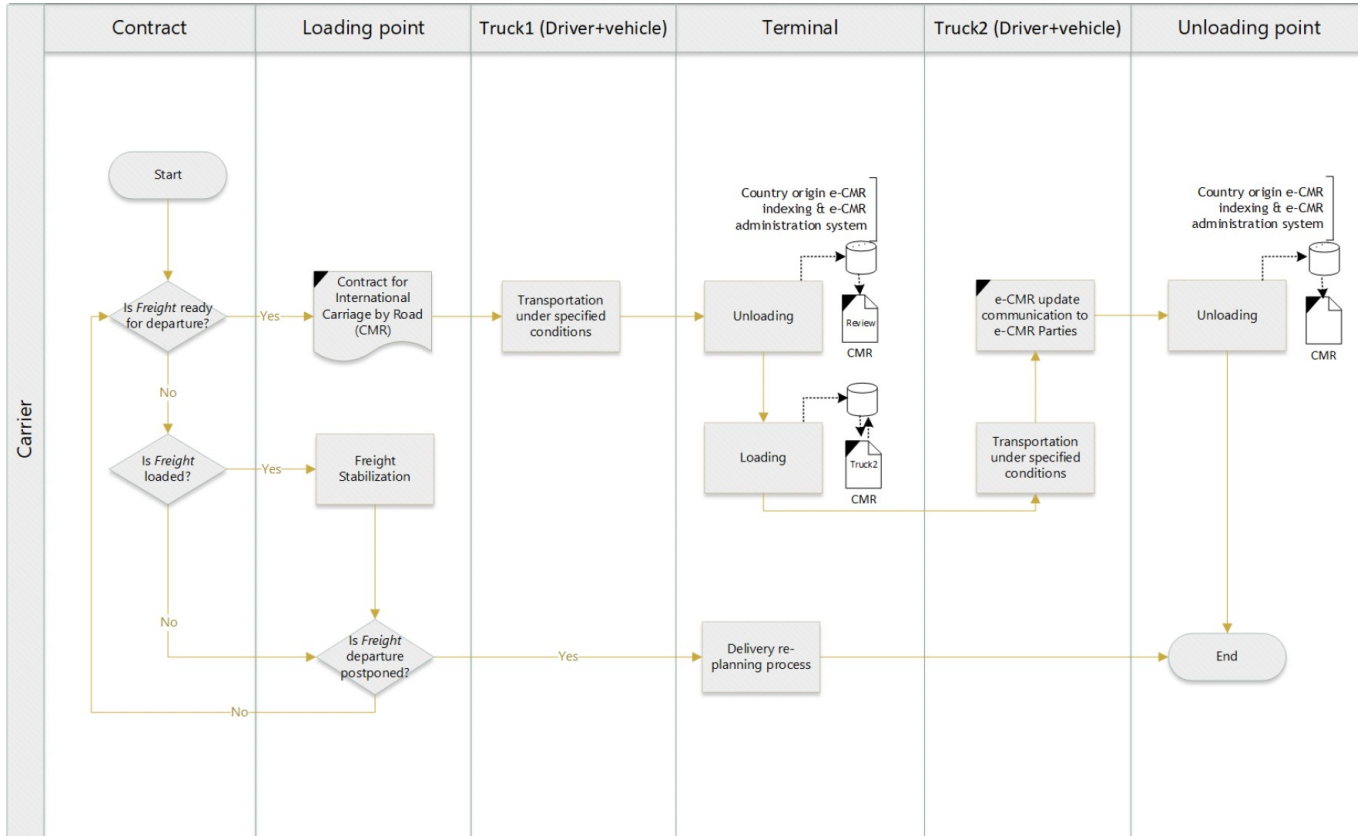 Contract
Loading point
Truck1 (Driver+vehicle)
Terminal
Truck2 (Driver+vehicle)
Unloading point
Carrier
Start
Is Freight ready
for departure?
Yes
Contract for
International
Carriage by Road
(CMR)
Transportation
under specified
conditions
Unloading
Country origin e-CMR
indexing & e-CMR
administration system
Review
CMR
e-CMR update
communication to
e-CMR Parties
Unloading
Country origin e-CMR
indexing & e-CMR
administration system
CMR
No
Is Freight
loaded?
Yes
Freight
Stabilization
Loading
Truck2
CMR
Transportation
under specified
conditions
No
Is Freight
departure
postponed?
Yes
Delivery re-
planning process
End
No